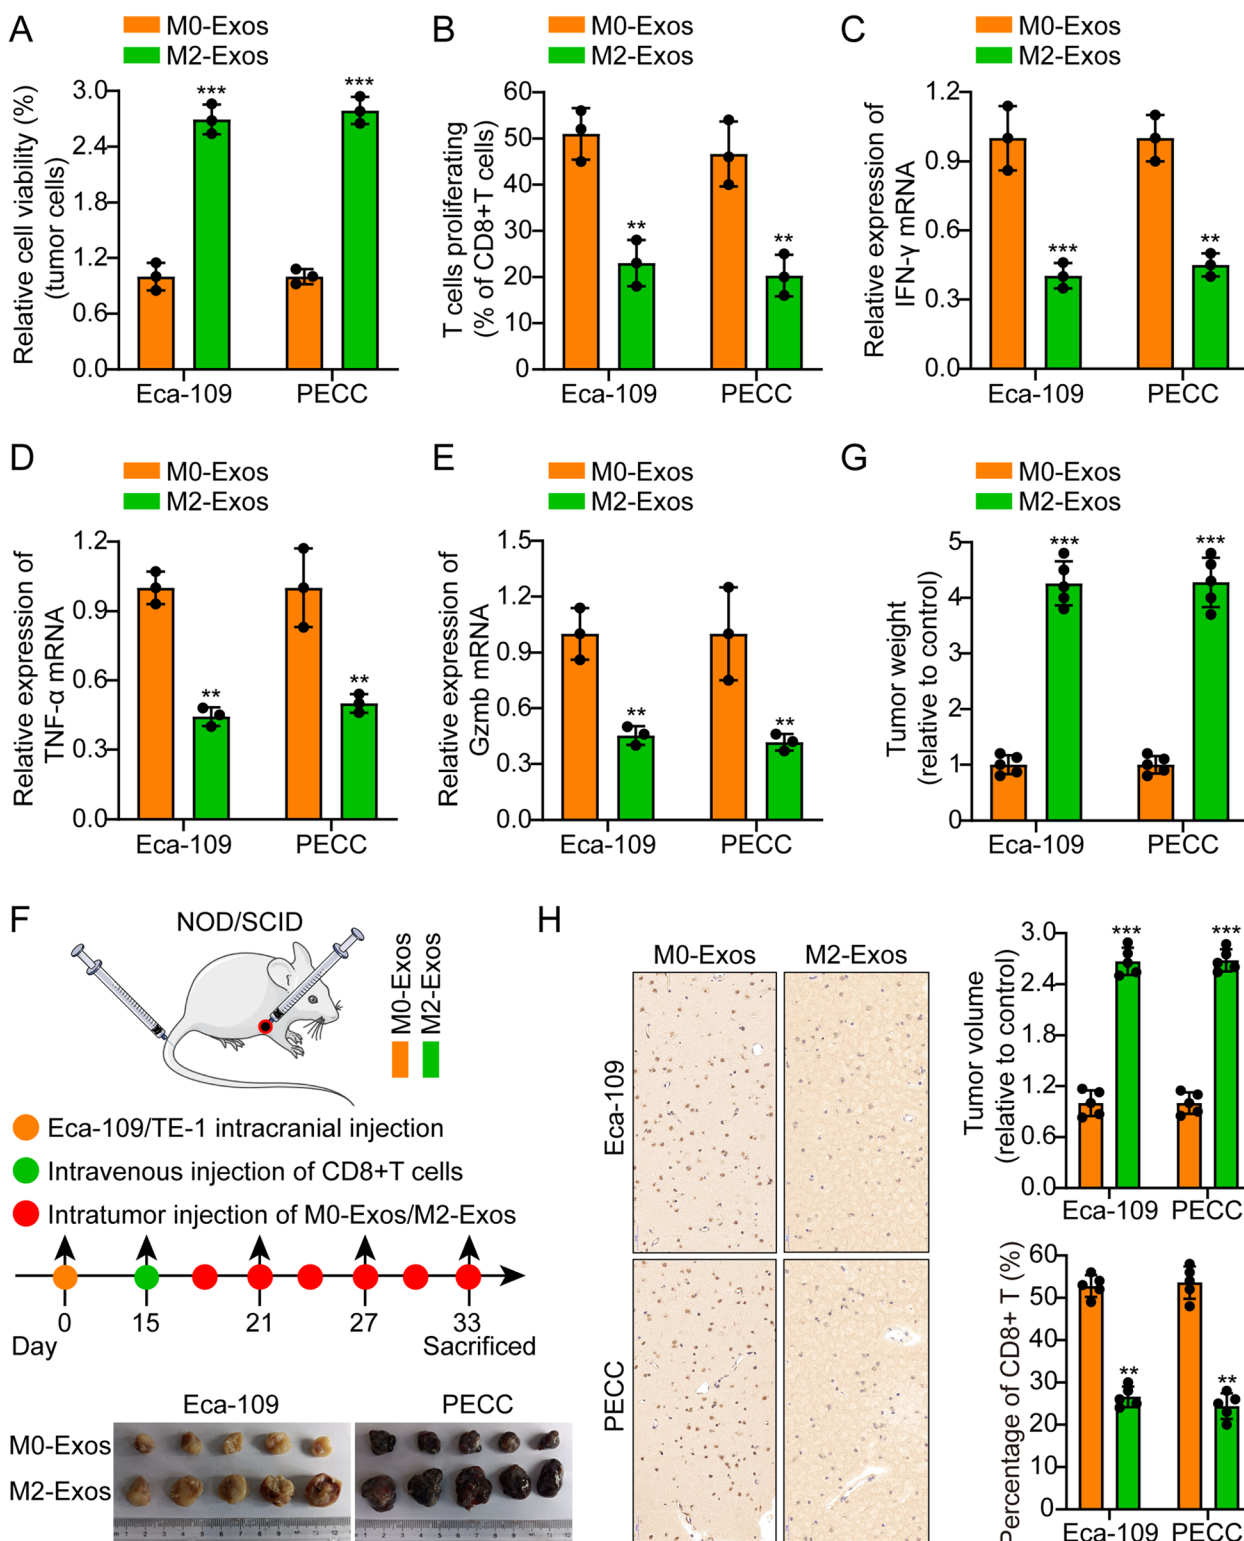 A
M0-Exos
M2-Exos
Relative cell viability (%)
(tumor cells)
3.0
2.4
1.8
1.2
0.6
0.0
***
***
Eca-109
PECC
B
M0-Exos
M2-Exos
T cells proliferating
(% of CD8+T cells)
60
50
40
30
20
10
0
**
**
Eca-109
PECC
C
M0-Exos
M2-Exos
Relative expression of
IFN-γ mRNA
1.2
0.9
0.6
0.3
0.0
***
**
Eca-109
PECC
D
M0-Exos
M2-Exos
Relative expression of
TNF-α mRNA
1.2
0.9
0.6
0.3
0.0
**
**
Eca-109
PECC
E
M0-Exos
M2-Exos
Relative expression of
Gzmb mRNA
1.5
1.2
0.9
0.6
0.3
0.0
**
**
Eca-109
PECC
G
M0-Exos
M2-Exos
Tumor weight
(relative to control)
5
4
3
2
1
0
***
***
Eca-109
PECC
F
NOD/SCID
M0-Exos
M2-Exos
Eca-109/TE-1 intracranial injection
Intravenous injection of CD8+T cells
Intratumor injection of M0-Exos/M2-Exos
0 15 21 27 33
Day Sacrificed
Eca-109 PECC
M0-Exos
M2-Exos
H
M0-Exos M2-Exos
Eca-109
PECC
Tumor volume
(relative to control)
3.0
2.4
1.8
1.2
0.6
0.0
***
***
Eca-109
PECC
Percentage of CD8+ T (%)
60
50
40
30
20
10
0
**
**
Eca-109
PECC